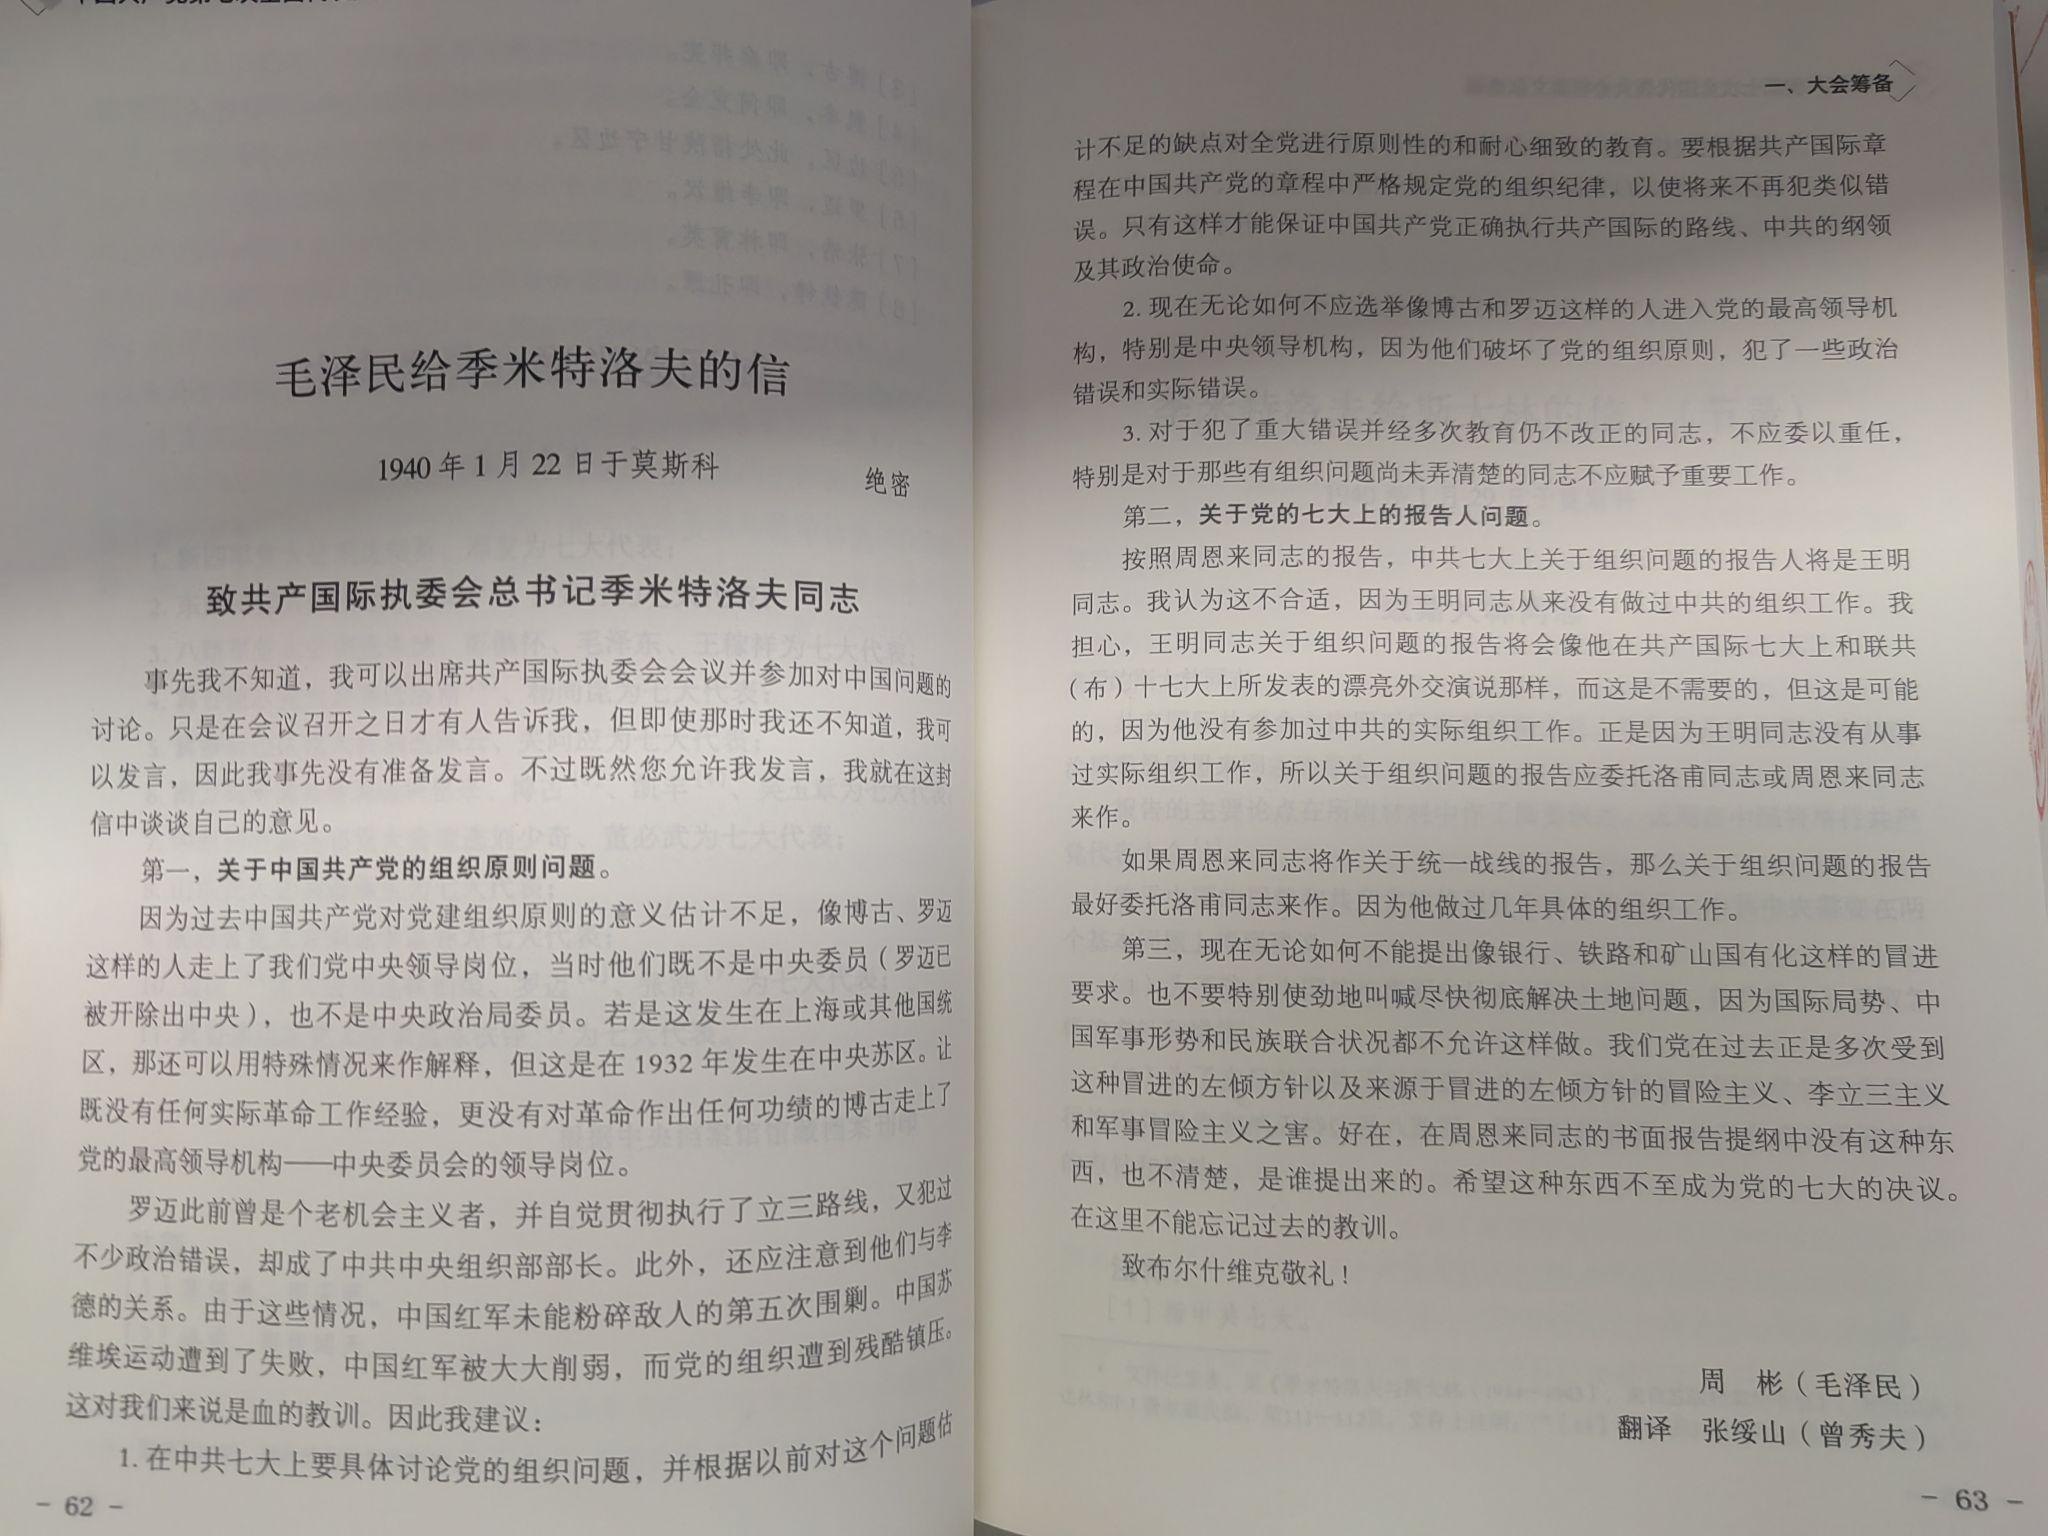 毛泽民给季米特洛夫的信
1940 年 1 月 22 日于莫斯科
绝密
致共产国际执委会总书记季米特洛夫同志
事先我不知道，我可以出席共产国际执委会会议并参加对中国问题的
讨论。只是在会议召开之日才有人告诉我，但即使那时我还不知道，我可
以发言，因此我事先没有准备发言。不过既然您允许我发言，我就在这封
信中谈谈自己的意见。
第一，关于中国共产党的组织原则问题。
因为过去中国共产党对党建组织原则的意义估计不足，像博古、罗迈
这样的人走上了我们党中央领导岗位，当时他们既不是中央委员（罗迈已
被开除出中央），也不是中央政治局委员。若是这发生在上海或其他国统
区，那还可以用特殊情况来作解释，但这是在 1932 年发生在中央苏区。让
既没有任何实际革命工作经验，更没有对革命作出任何功绩的博古走上了
党的最高领导机构——中央委员会的领导岗位。
罗迈此前曾是个老机会主义者，并自觉贯彻执行了立三路线，又犯过
不少政治错误，却成了中共中央组织部部长。此外，还应注意到他们与李
德的关系。由于这些情况，中国红军未能粉碎敌人的第五次围剿。中国苏
维埃运动遭到了失败，中国红军被大大削弱，而党的组织遭到残酷镇压。
这对我们来说是血的教训。因此我建议：
1. 在中共七大上要具体讨论党的组织问题，并根据以前对这个问题估
- 62 -
一、大会筹备
计不足的缺点对全党进行原则性的和耐心细致的教育。要根据共产国际章
程在中国共产党的章程中严格规定党的组织纪律，以使将来不再犯类似错
误。只有这样才能保证中国共产党正确执行共产国际的路线、中共的纲领
及其政治使命。
2. 现在无论如何不应选举像博古和罗迈这样的人进入党的最高领导机
构，特别是中央领导机构，因为他们破坏了党的组织原则，犯了一些政治
错误和实际错误。
3. 对于犯了重大错误并经多次教育仍不改正的同志，不应委以重任，
特别是对于那些有组织问题尚未弄清楚的同志不应赋予重要工作。
第二，关于党的七大上的报告人问题。
按照周恩来同志的报告，中共七大上关于组织问题的报告人将是王明
同志。我认为这不合适，因为王明同志从来没有做过中共的组织工作。我
担心，王明同志关于组织问题的报告将会像他在共产国际七大上和联共
（布）十七大上所发表的漂亮外交演说那样，而这是不需要的，但这是可能
的，因为他没有参加过中共的实际组织工作。正是因为王明同志没有从事
过实际组织工作，所以关于组织问题的报告应委托洛甫同志或周恩来同志
来作。
如果周恩来同志将作关于统一战线的报告，那么关于组织问题的报告
最好委托洛甫同志来作。因为他做过几年具体的组织工作。
第三，现在无论如何不能提出像银行、铁路和矿山国有化这样的冒进
要求。也不要特别使劲地叫喊尽快彻底解决土地问题，因为国际局势、中
国军事形势和民族联合状况都不允许这样做。我们党在过去正是多次受到
这种冒进的左倾方针以及来源于冒进的左倾方针的冒险主义、李立三主义
和军事冒险主义之害。好在，在周恩来同志的书面报告提纲中没有这种东
西，也不清楚，是谁提出来的。希望这种东西不至成为党的七大的决议。
在这里不能忘记过去的教训。
致布尔什维克敬礼！
周　彬（毛泽民）
翻译　张绥山（曾秀夫）
- 63 -